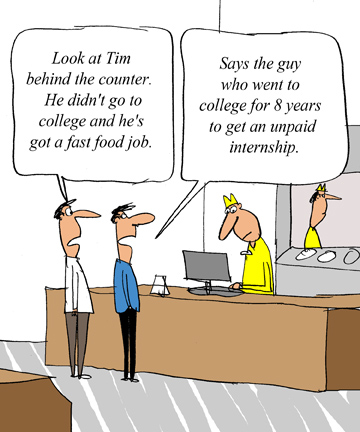 Look at Tim
behind the counter.
He didn't go to
college and he's
got a fast food job.
Says the guy
who went to
college for 8 years
to get an unpaid
internship.